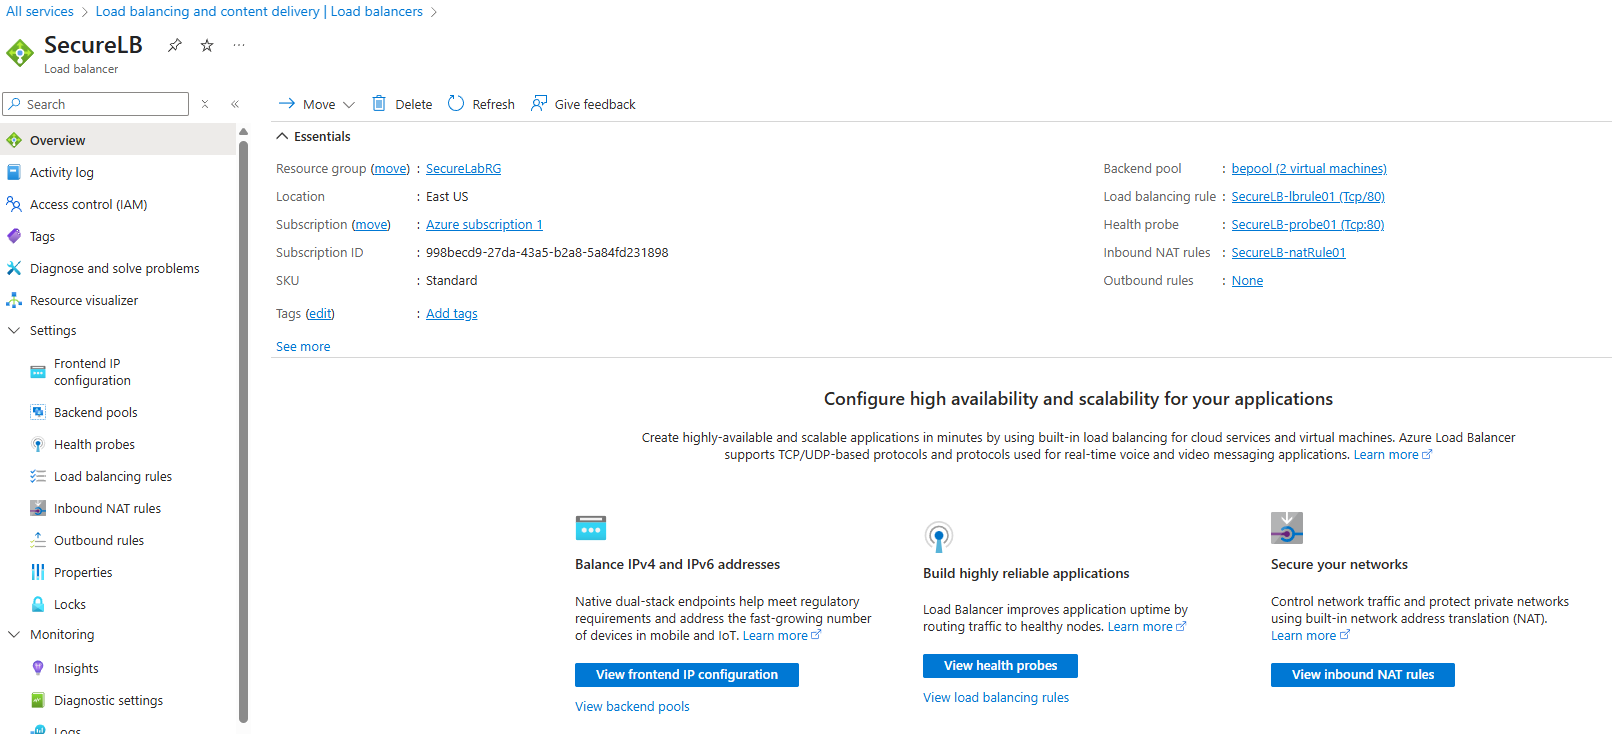 All services > Load balancing and content delivery | Load balancers >
SecureLB
Load balancer
Search
Move
Delete
Refresh
Give feedback
Overview
Activity log
Access control (IAM)
Tags
Diagnose and solve problems
Resource visualizer
Settings
Frontend IP
configuration
Backend pools
Health probes
Load balancing rules
Inbound NAT rules
Outbound rules
Properties
Locks
Monitoring
Insights
Diagnostic settings
Logs
Essentials
Resource group (move) : SecureLabRG
Location : East US
Subscription (move) : Azure subscription 1
Subscription ID : 998becd9-27da-43a5-b2a8-5a84fd231898
SKU : Standard
Tags (edit) : Add tags
See more
Backend pool : bepool (2 virtual machines)
Load balancing rule : SecureLB-lbrule01 (Tcp/80)
Health probe : SecureLB-probe01 (Tcp:80)
Inbound NAT rules : SecureLB-natRule01
Outbound rules : None
Configure high availability and scalability for your applications
Create highly-available and scalable applications in minutes by using built-in load balancing for cloud services and virtual machines. Azure Load Balancer
supports TCP/UDP-based protocols and protocols used for real-time voice and video messaging applications. Learn more
Balance IPv4 and IPv6 addresses
Native dual-stack endpoints help meet regulatory
requirements and address the fast-growing number
of devices in mobile and IoT. Learn more
View frontend IP configuration
View backend pools
Build highly reliable applications
Load Balancer improves application uptime by
routing traffic to healthy nodes. Learn more
View health probes
View load balancing rules
Secure your networks
Control network traffic and protect private networks
using built-in network address translation (NAT).
Learn more
View inbound NAT rules